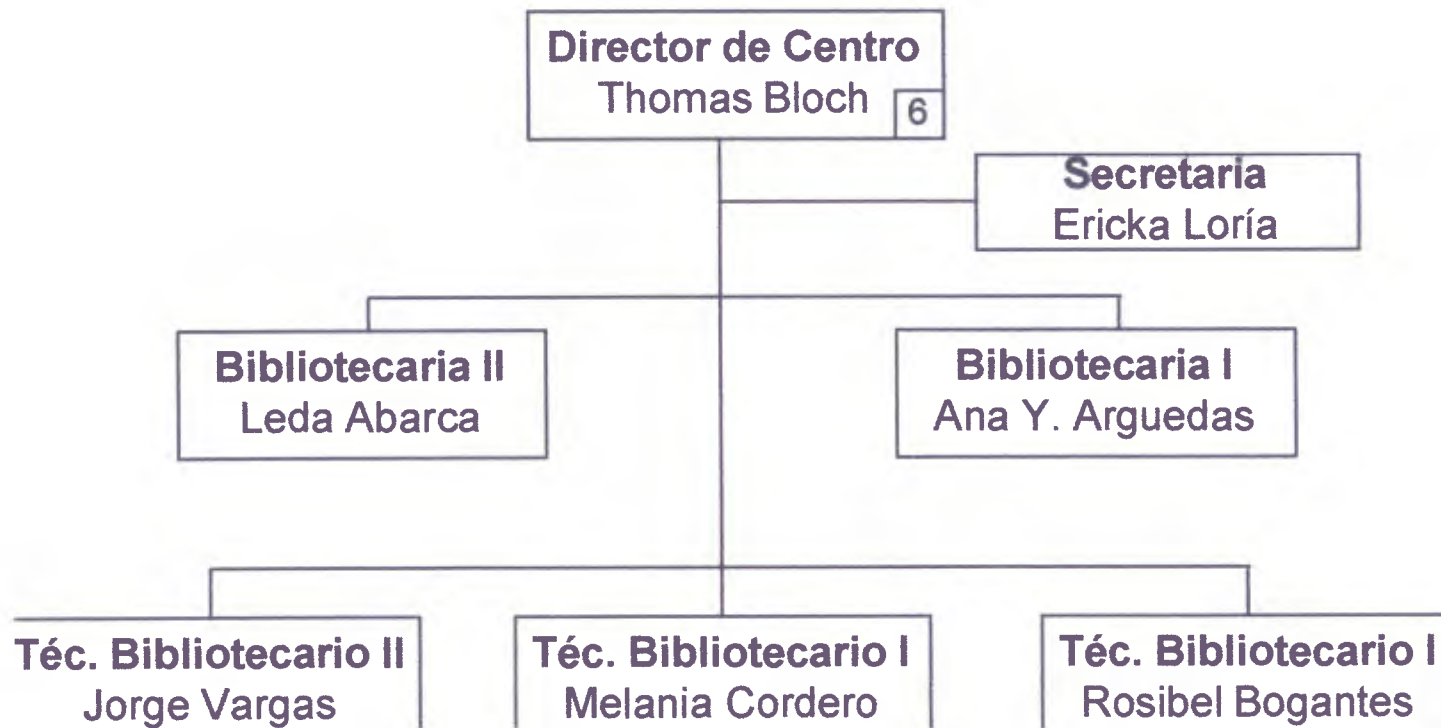 Director de Centro
Thomas Bloch
6
Secretaria
Ericka Loría
Bibliotecaria II
Leda Abarca
Bibliotecaria I
Ana Y. Arguedas
Téc. Bibliotecario II
Jorge Vargas
Téc. Bibliotecario I
Melania Cordero
Téc. Bibliotecario I
Rosibel Bogantes